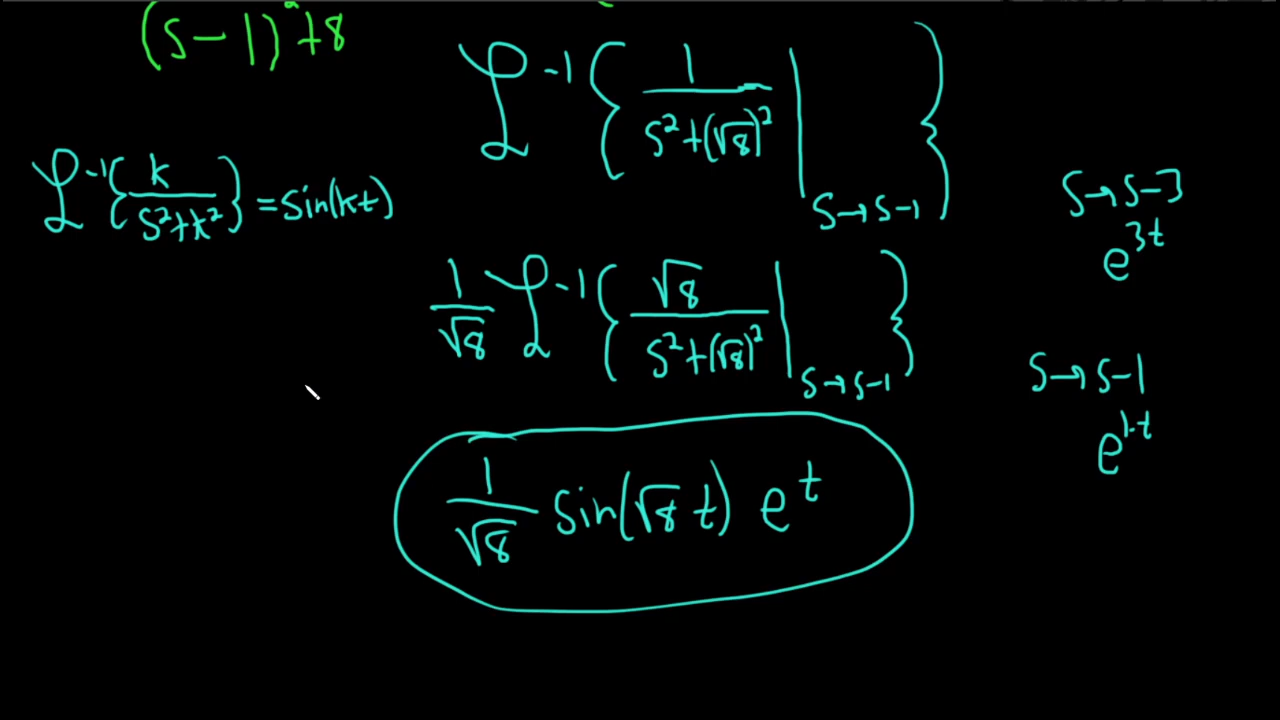 (s-1)²+8
ℒ⁻¹{ 1 / (s²+(√8)²) |ₛ→ₛ₋₁ }
ℒ⁻¹{ k / (s²+k²) } = sin(kt)
s→s-3
e^{3t}
1/√8 ℒ⁻¹{ √8 / (s²+(√8)²) |ₛ→ₛ₋₁ }
s→s-1
e^{1·t}
1/√8 sin(√8 t) e^t